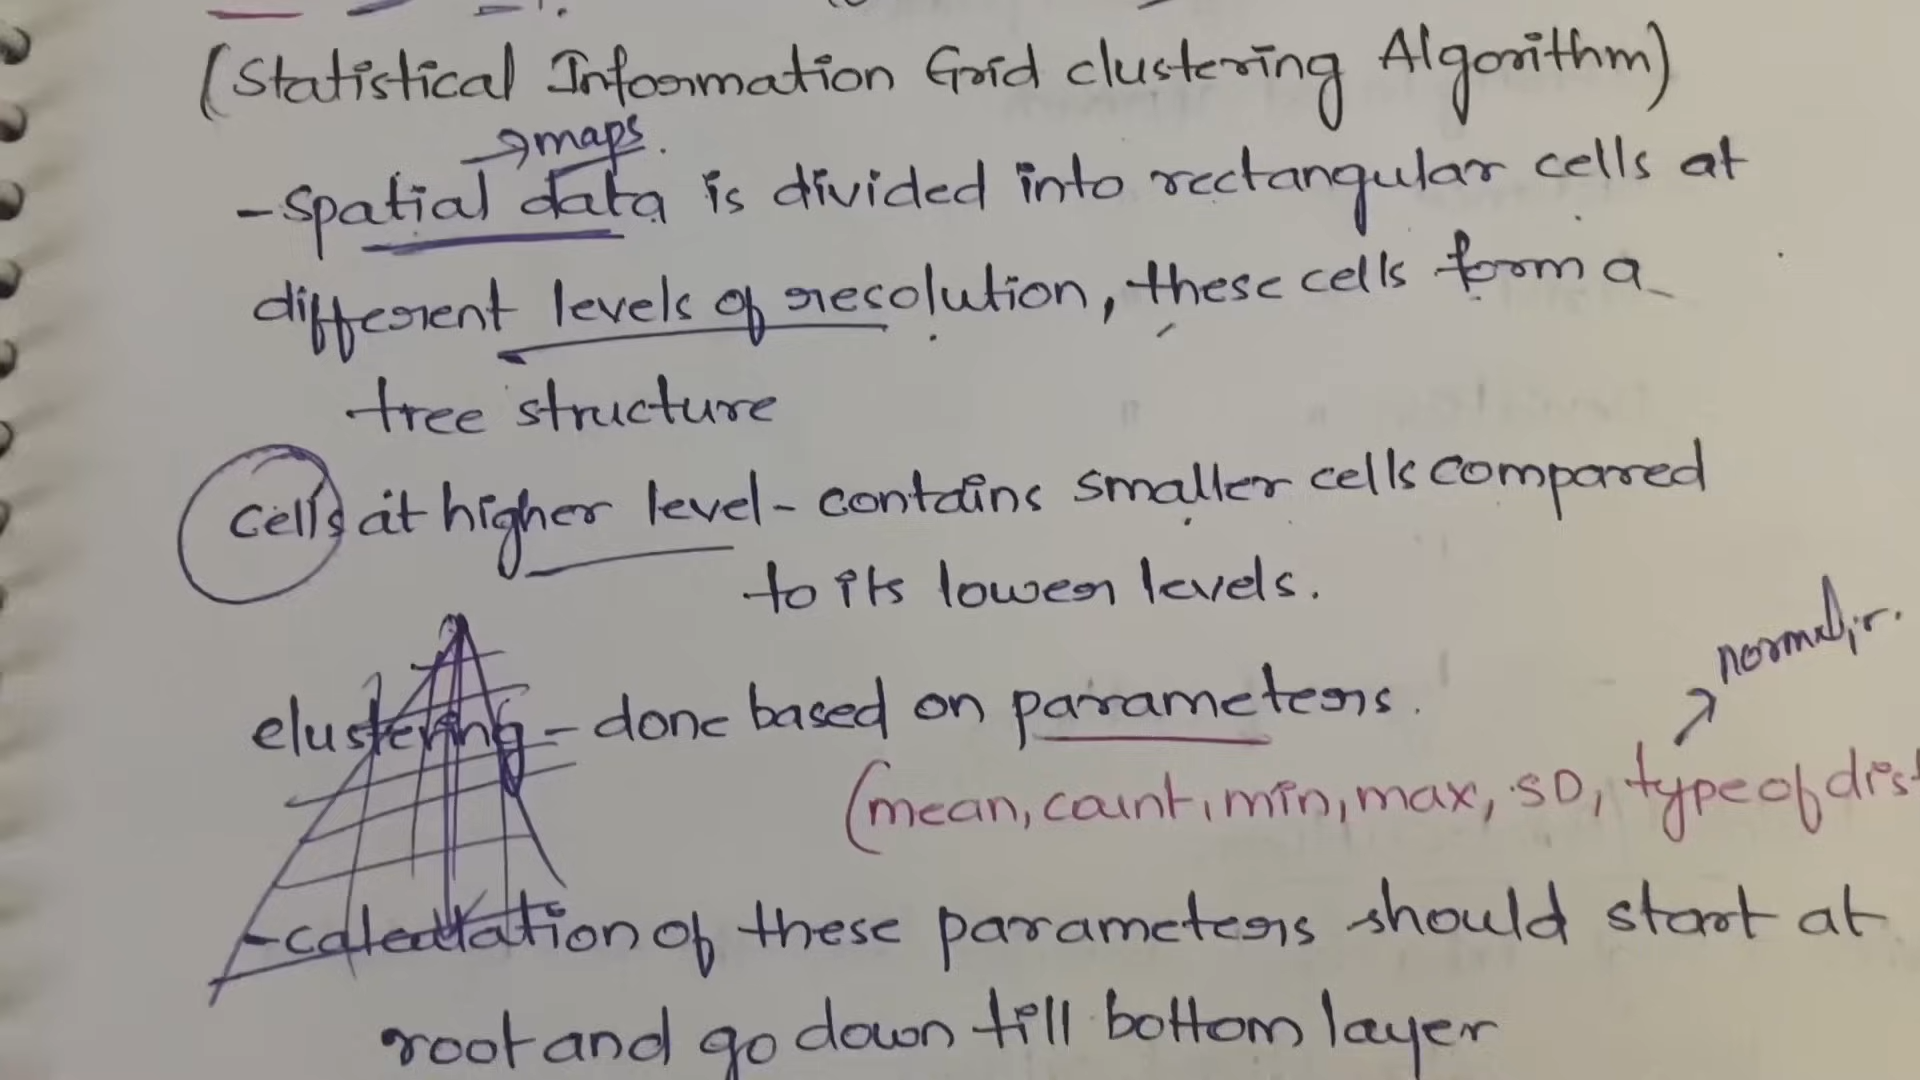 (Statistical Information Grid clustering Algorithm)
→ maps.
- spatial data is divided into rectangular cells at
different levels of resolution, these cells form a
tree structure
cells at higher level - contains smaller cells compared
to its lower levels.
normal, r.
clustering - done based on parameters.
(mean, count, min, max, SD, type of dist
- calculation of these parameters should start at
root and go down till bottom layer